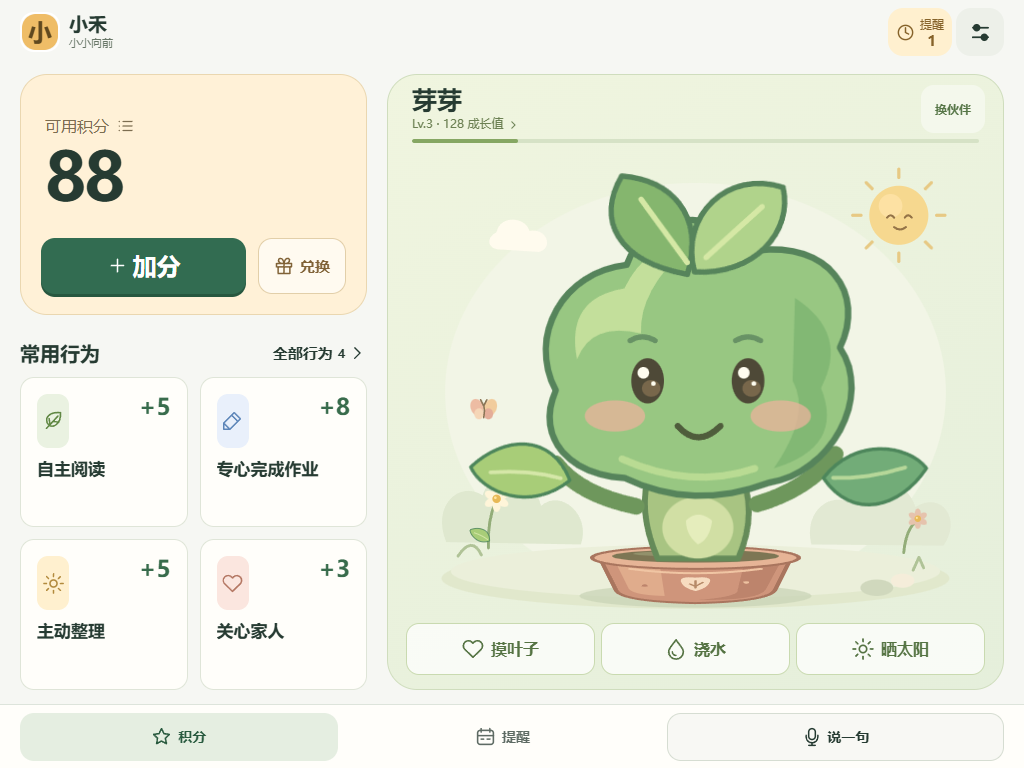 小
小禾
小小向前
提醒
1
可用积分
88
+ 加分
兑换
常用行为
全部行为 4
+5
自主阅读
+8
专心完成作业
+5
主动整理
+3
关心家人
芽芽
Lv.3 · 128 成长值
换伙伴
摸叶子
浇水
晒太阳
积分
提醒
说一句